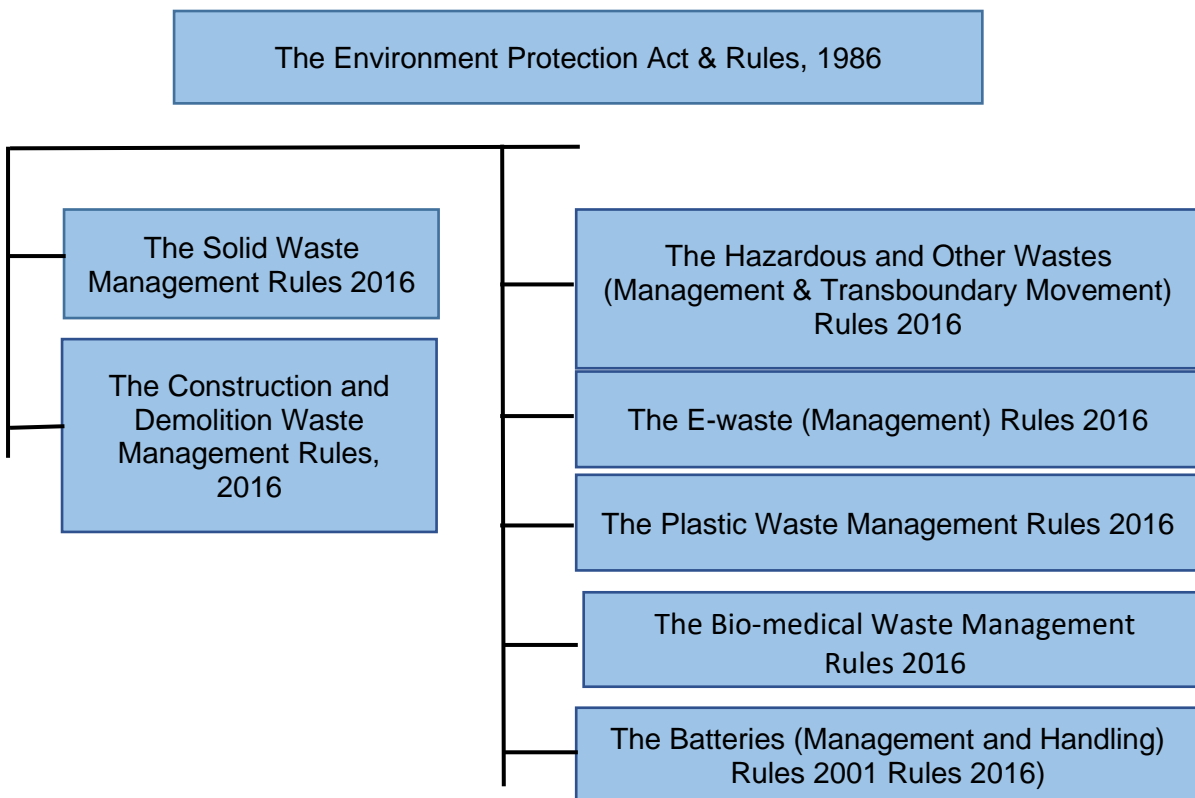 The Environment Protection Act & Rules, 1986
The Solid Waste
Management Rules 2016
The Construction and
Demolition Waste
Management Rules,
2016
The Hazardous and Other Wastes
(Management & Transboundary Movement)
Rules 2016
The E-waste (Management) Rules 2016
The Plastic Waste Management Rules 2016
The Bio-medical Waste Management
Rules 2016
The Batteries (Management and Handling)
Rules 2001 Rules 2016)